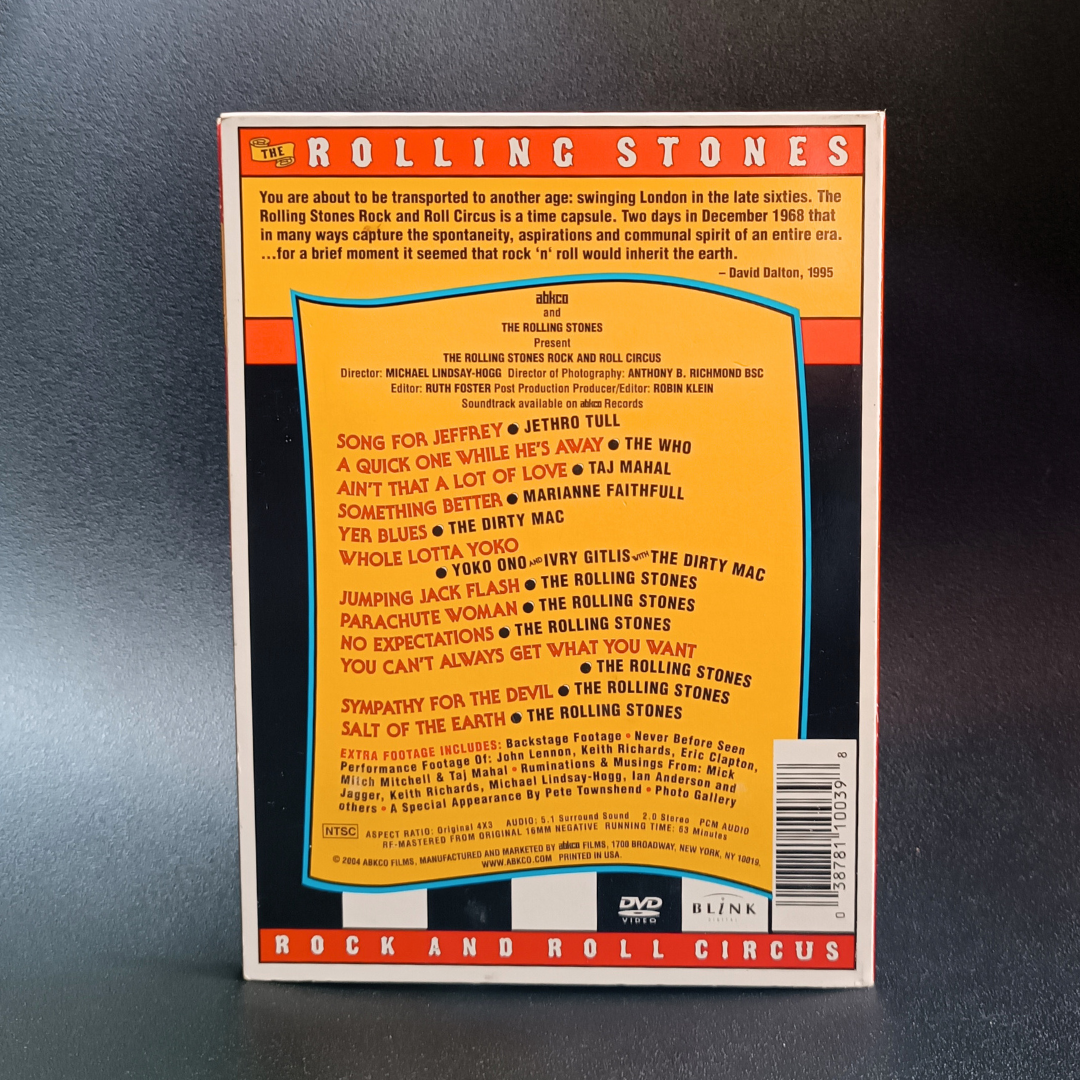 THE ROLLING STONES
You are about to be transported to another age: swinging London in the late sixties. The
Rolling Stones Rock and Roll Circus is a time capsule. Two days in December 1968 that
in many ways capture the spontaneity, aspirations and communal spirit of an entire era.
...for a brief moment it seemed that rock 'n' roll would inherit the earth.
– David Dalton, 1995
abkco
and
THE ROLLING STONES
Present
THE ROLLING STONES ROCK AND ROLL CIRCUS
Director: MICHAEL LINDSAY-HOGG Director of Photography: ANTHONY B. RICHMOND BSC
Editor: RUTH FOSTER Post Production Producer/Editor: ROBIN KLEIN
Soundtrack available on abkco Records
SONG FOR JEFFREY ● JETHRO TULL
A QUICK ONE WHILE HE'S AWAY ● THE WHO
AIN'T THAT A LOT OF LOVE ● TAJ MAHAL
SOMETHING BETTER ● MARIANNE FAITHFULL
YER BLUES ● THE DIRTY MAC
WHOLE LOTTA YOKO
● YOKO ONO AND IVRY GITLIS WITH THE DIRTY MAC
JUMPING JACK FLASH ● THE ROLLING STONES
PARACHUTE WOMAN ● THE ROLLING STONES
NO EXPECTATIONS ● THE ROLLING STONES
YOU CAN'T ALWAYS GET WHAT YOU WANT
● THE ROLLING STONES
SYMPATHY FOR THE DEVIL ● THE ROLLING STONES
SALT OF THE EARTH ● THE ROLLING STONES
EXTRA FOOTAGE INCLUDES: Backstage Footage • Never Before Seen
Performance Footage Of: John Lennon, Keith Richards, Eric Clapton,
Mitch Mitchell & Taj Mahal • Ruminations & Musings From: Mick
Jagger, Keith Richards, Michael Lindsay-Hogg, Ian Anderson and
others • A Special Appearance By Pete Townshend • Photo Gallery
NTSC ASPECT RATIO: Original 4X3 AUDIO: 5.1 Surround Sound 2.0 Stereo PCM AUDIO
RF-MASTERED FROM ORIGINAL 16MM NEGATIVE RUNNING TIME: 63 Minutes
© 2004 ABKCO FILMS, MANUFACTURED AND MARKETED BY abkco FILMS, 1700 BROADWAY, NEW YORK, NY 10019.
WWW.ABKCO.COM PRINTED IN USA.
0 38781 10039 8
DVD
VIDEO
BLiNK
DIGITAL
ROCK AND ROLL CIRCUS